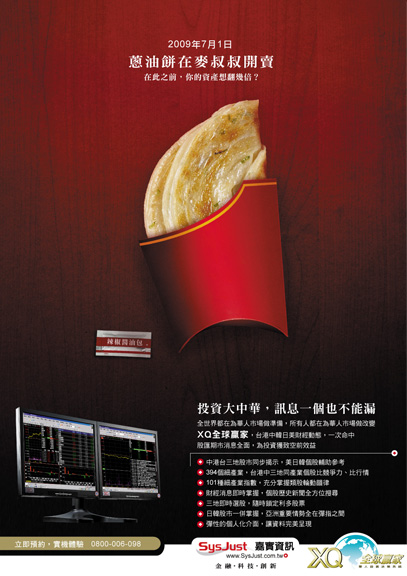 2009年7月1日
蔥油餅在麥叔叔開賣
在此之前，你的資產想翻幾倍？
辣椒醬油包
投資大中華，訊息一個也不能漏
全世界都在為華人市場做準備，所有人都在為華人市場做改變
XQ全球贏家，台港中韓日美財經動態，一次命中
股匯期市消息全面，為投資獲致空前效益
中港台三地股市同步揭示，美日韓個股輔助參考
394個細產業，台港中三地同產業個股比競爭力、比行情
101種細產業指數，充分掌握類股輪動韻律
財經消息即時掌握，個股歷史新聞全方位搜尋
三地即時選股，隨時鎖定利多股票
日韓股市一併掌握，亞洲重要情勢全在彈指之間
彈性的個人化介面，讓資料完美呈現
立即預約，實機體驗 0800-006-098
SysJust 嘉實資訊
www.SysJust.com.tw
金融・科技・創新
XQ 全球贏家